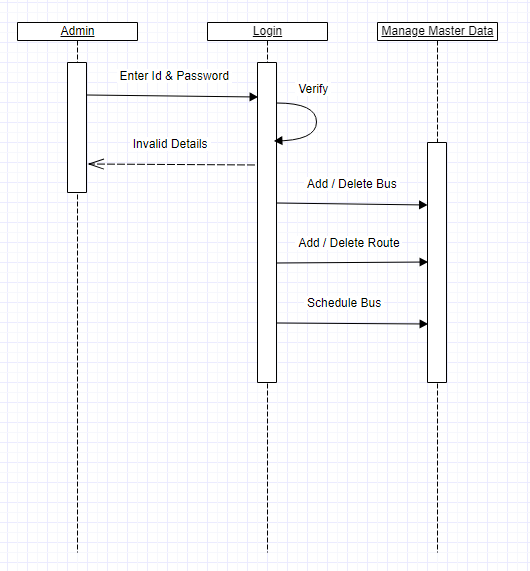 Admin
Login
Manage Master Data
Enter Id & Password
Verify
Invalid Details
Add / Delete Bus
Add / Delete Route
Schedule Bus